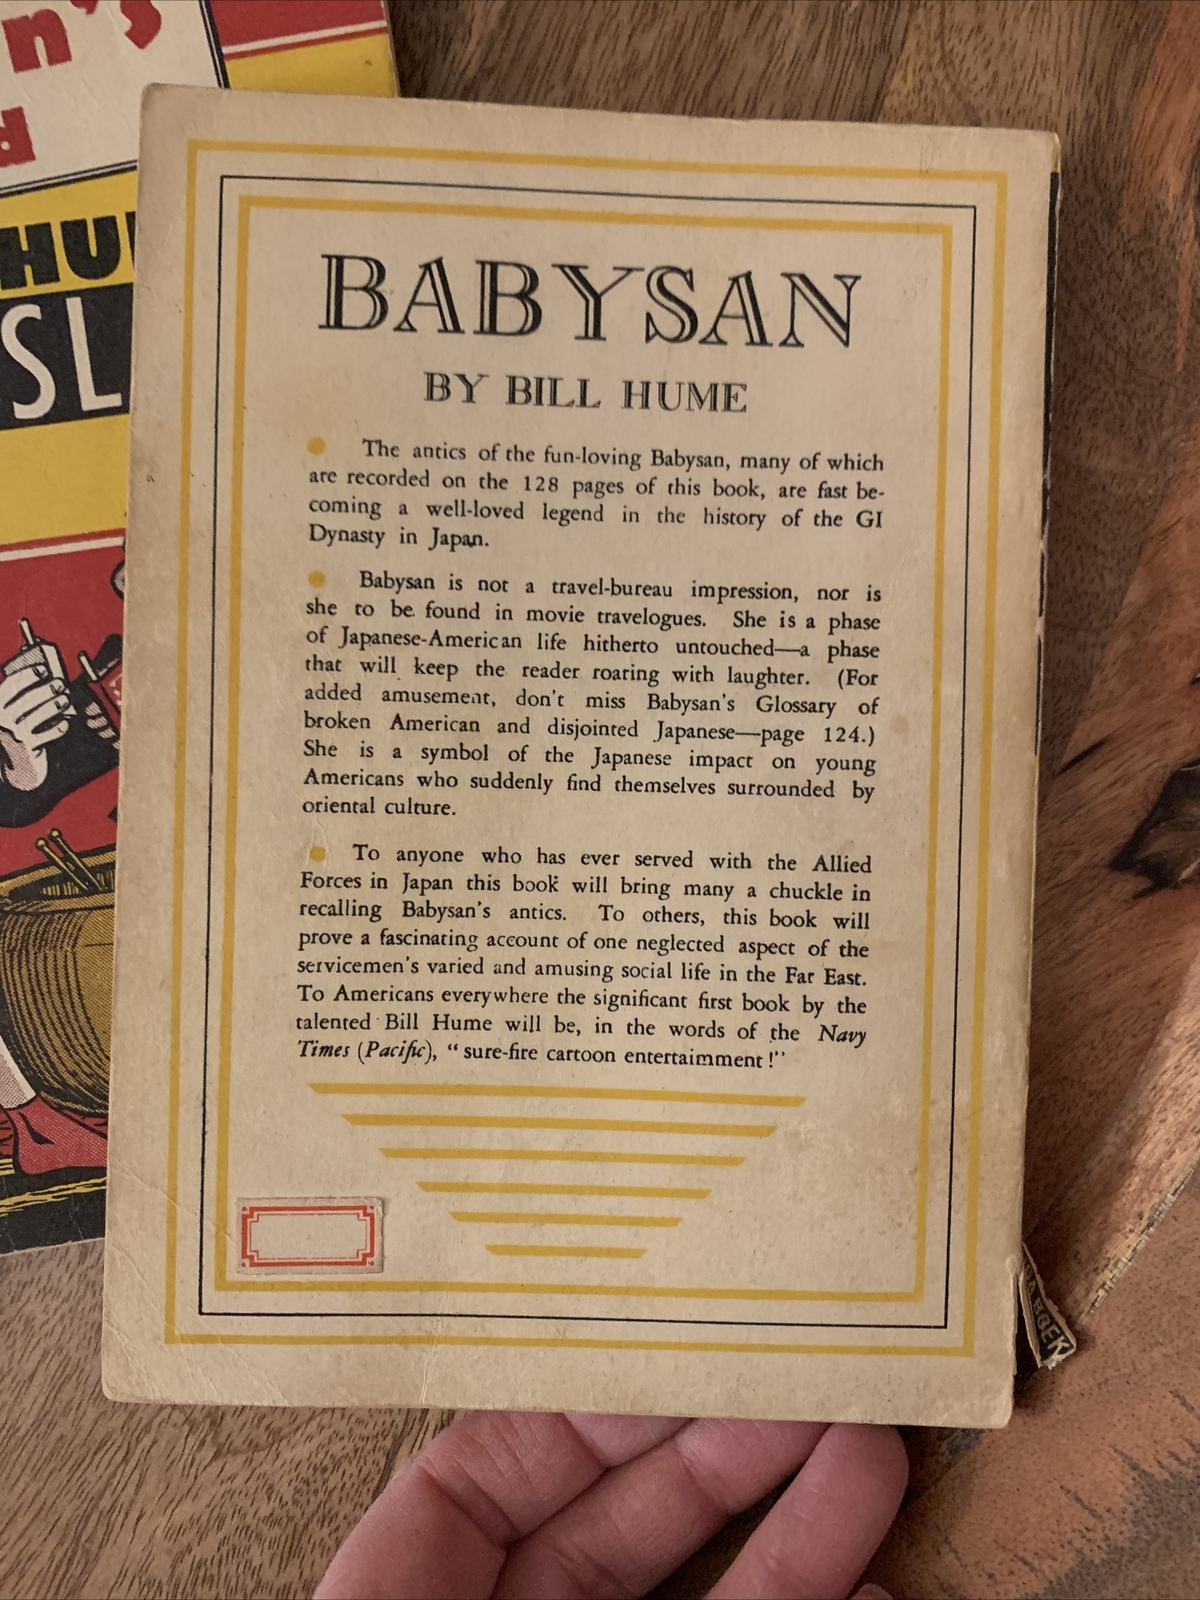 n's
d
HU
SL
BABYSAN
BY BILL HUME
The antics of the fun-loving Babysan, many of which
are recorded on the 128 pages of this book, are fast be-
coming a well-loved legend in the history of the GI
Dynasty in Japan.
Babysan is not a travel-bureau impression, nor is
she to be found in movie travelogues. She is a phase
of Japanese-American life hitherto untouched—a phase
that will keep the reader roaring with laughter. (For
added amusement, don't miss Babysan's Glossary of
broken American and disjointed Japanese—page 124.)
She is a symbol of the Japanese impact on young
Americans who suddenly find themselves surrounded by
oriental culture.
To anyone who has ever served with the Allied
Forces in Japan this book will bring many a chuckle in
recalling Babysan's antics. To others, this book will
prove a fascinating account of one neglected aspect of the
servicemen's varied and amusing social life in the Far East.
To Americans everywhere the significant first book by the
talented Bill Hume will be, in the words of the Navy
Times (Pacific), "sure-fire cartoon entertaimment!"